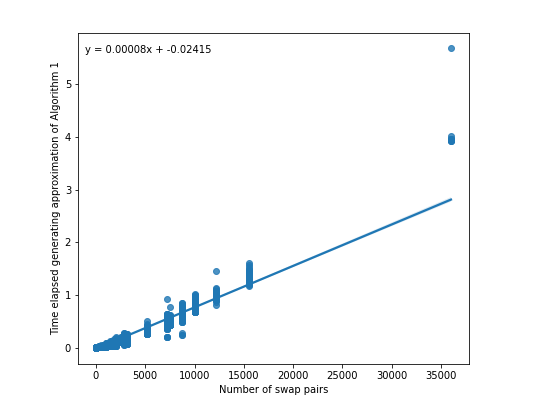 y = 0.00008x + -0.02415
Time elapsed generating approximation of Algorithm 1
5
4
3
2
1
0
0 5000 10000 15000 20000 25000 30000 35000
Number of swap pairs